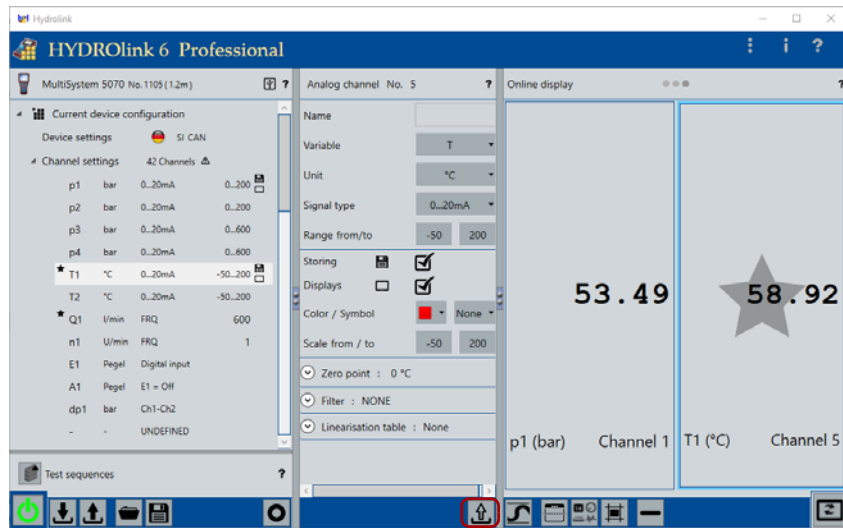 Hydrolink
HYDROlink 6 Professional
MultiSystem 5070 No. 1105 (1.2m) ?
Current device configuration
Device settings SI CAN
Channel settings 42 Channels
p1 bar 0...20mA 0...200
p2 bar 0...20mA 0...200
p3 bar 0...20mA 0...600
p4 bar 0...20mA 0...600
T1 °C 0...20mA -50...200
T2 °C 0...20mA -50...200
Q1 l/min FRQ 600
n1 U/min FRQ 1
E1 Pegel Digital input
A1 Pegel E1 = Off
dp1 bar Ch1-Ch2
- - UNDEFINED
Test sequences ?
Analog channel No. 5 ?
Name
Variable T
Unit °C
Signal type 0...20mA
Range from/to -50 200
Storing
Displays
Color / Symbol None
Scale from / to -50 200
Zero point : 0 °C
Filter : NONE
Linearisation table : None
Online display ?
53.49
p1 (bar) Channel 1
58.92
T1 (°C) Channel 5